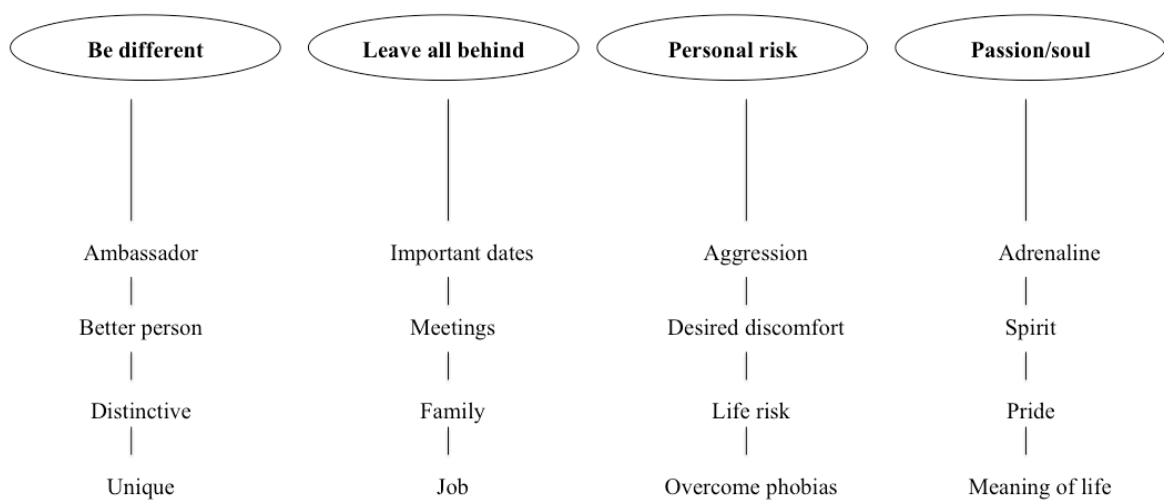 Be different
Leave all behind
Personal risk
Passion/soul
Ambassador
Important dates
Aggression
Adrenaline
Better person
Meetings
Desired discomfort
Spirit
Distinctive
Family
Life risk
Pride
Unique
Job
Overcome phobias
Meaning of life